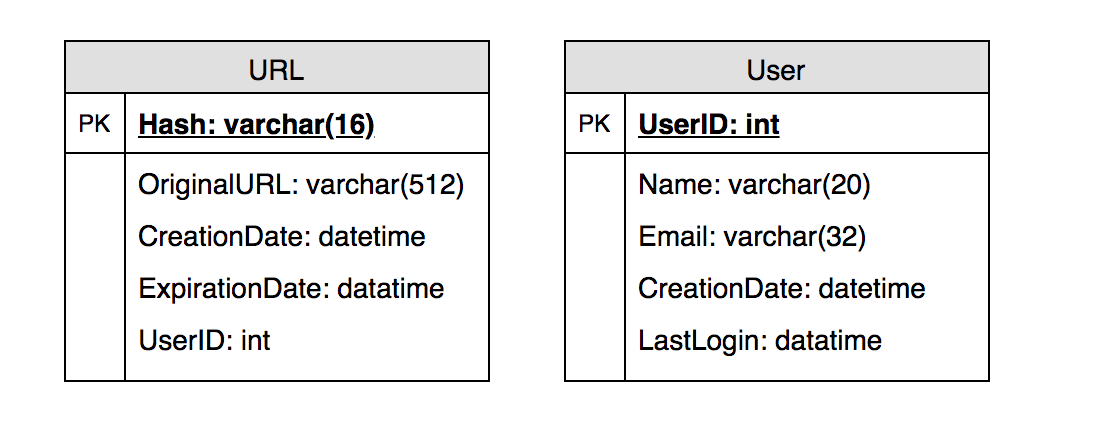 URL
PK Hash: varchar(16)
OriginalURL: varchar(512)
CreationDate: datetime
ExpirationDate: datatime
UserID: int
User
PK UserID: int
Name: varchar(20)
Email: varchar(32)
CreationDate: datetime
LastLogin: datatime